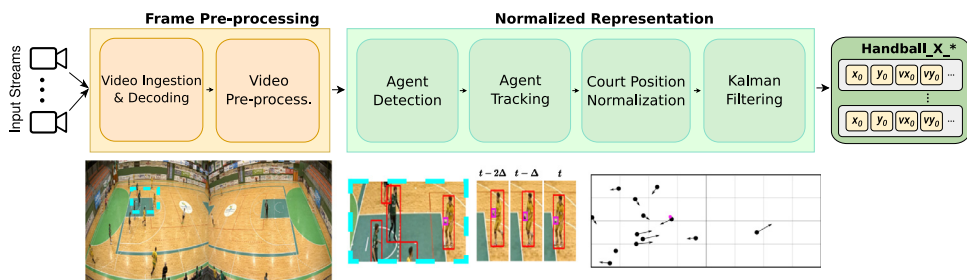 Frame Pre-processing
Normalized Representation
Input Streams
Video Ingestion
& Decoding
Video
Pre-process.
Agent
Detection
Agent
Tracking
Court Position
Normalization
Kalman
Filtering
Handball_X_*
x0 y0 vx0 vy0 ...
⋮
x0 y0 vx0 vy0 ...
t − 2Δ t − Δ t